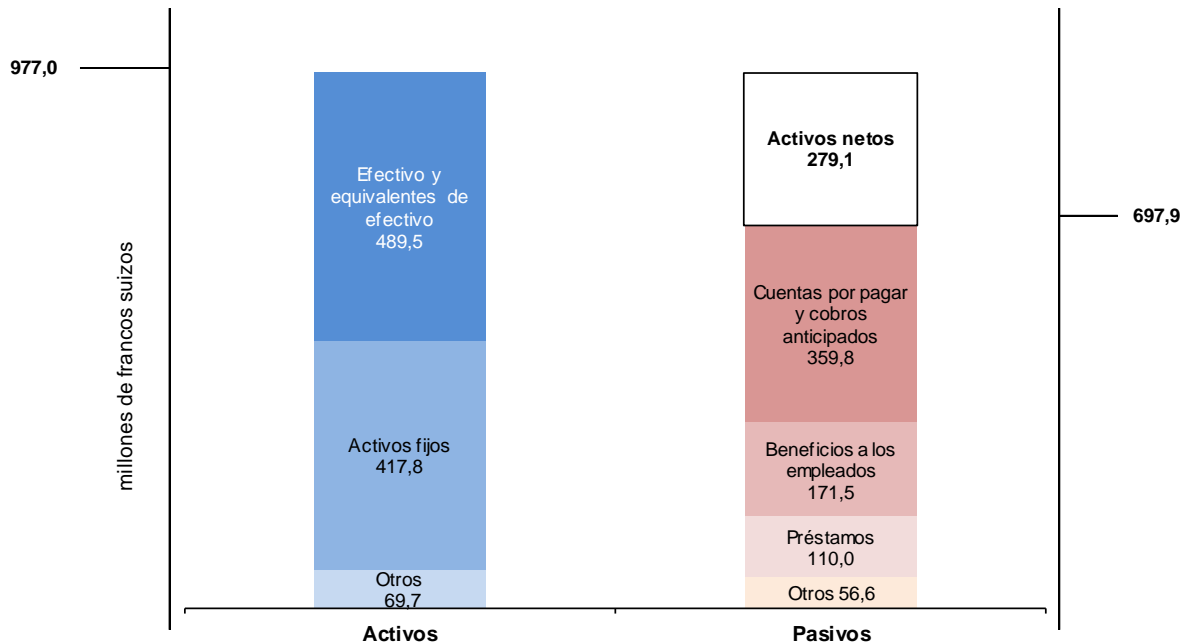 977,0
millones de francos suizos
Efectivo y
equivalentes de
efectivo
489,5
Activos fijos
417,8
Otros
69,7
Activos
Activos netos
279,1
Cuentas por pagar
y cobros
anticipados
359,8
Beneficios a los
empleados
171,5
Préstamos
110,0
Otros 56,6
Pasivos
697,9